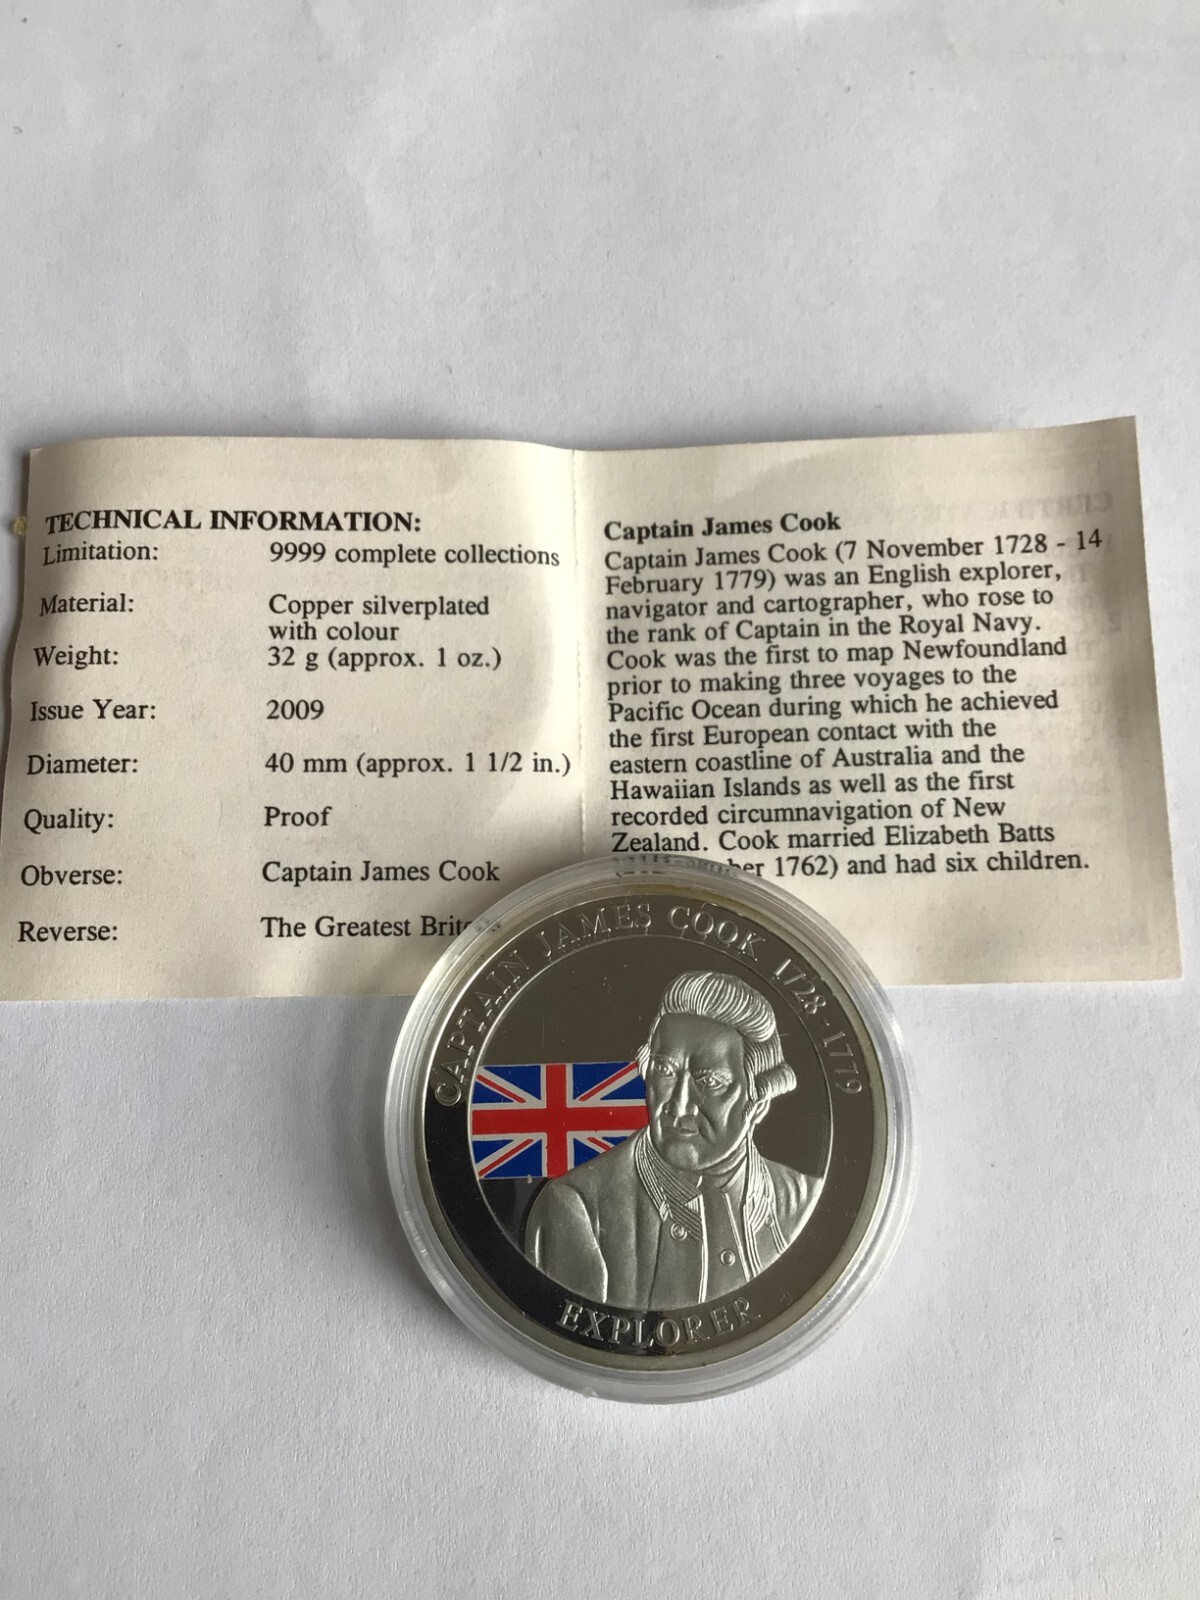 TECHNICAL INFORMATION:
Limitation: 9999 complete collections
Material: Copper silverplated
with colour
Weight: 32 g (approx. 1 oz.)
Issue Year: 2009
Diameter: 40 mm (approx. 1 1/2 in.)
Quality: Proof
Obverse: Captain James Cook
Reverse: The Greatest
Captain James Cook
Captain James Cook (7 November 1728 - 14
February 1779) was an English explorer,
navigator and cartographer, who rose to
the rank of Captain in the Royal Navy.
Cook was the first to map Newfoundland
prior to making three voyages to the
Pacific Ocean during which he achieved
the first European contact with the
eastern coastline of Australia and the
Hawaiian Islands as well as the first
recorded circumnavigation of New
Zealand. Cook married Elizabeth Batts
1762) and had six children.
CAPTAIN JAMES COOK 1728 - 1779
EXPLORER